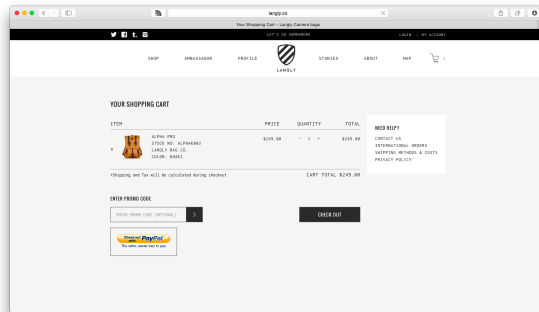 langly.co
Your Shopping Cart – Langly Camera bags
LET'S GO SOMEWHERE
LOGIN | MY ACCOUNT
SHOP AMBASSADOR PROFILE LANGLY STORIES ABOUT MAP 1
YOUR SHOPPING CART
ITEM PRICE QUANTITY TOTAL
ALPHA PRO
STOCK NO: ALPHAK002
LANGLY BAG CO.
COLOR: KHAKI
$249.00 - 1 + $249.00
*Shipping and Tax will be calculated during checkout
CART TOTAL $249.00
NEED HELP?
CONTACT US
INTERNATIONAL ORDERS
SHIPPING METHODS & COSTS
PRIVACY POLICY
ENTER PROMO CODE
ENTER PROMO CODE (OPTIONAL)
CHECK OUT
Check out with PayPal
The safer, easier way to pay